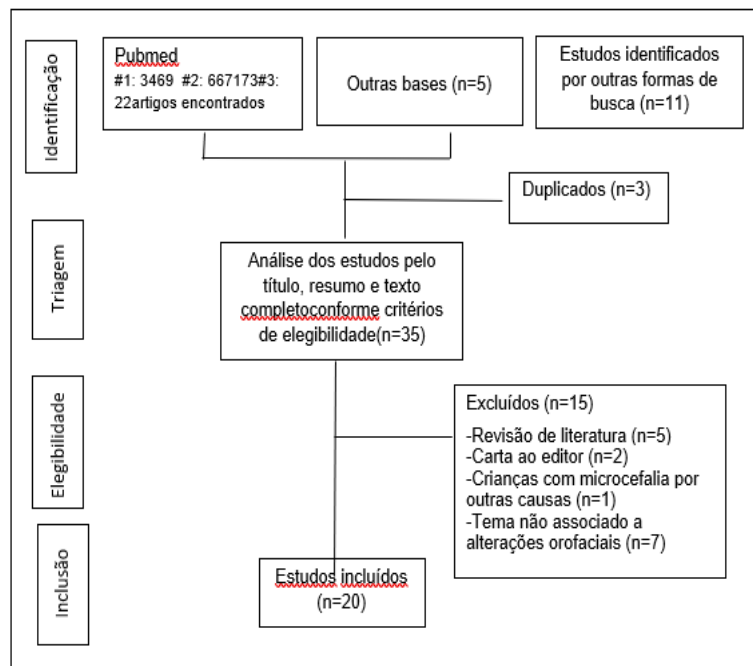 Identificação
Pubmed
#1: 3469 #2: 667173#3:
22artigos encontrados
Outras bases (n=5)
Estudos identificados
por outras formas de
busca (n=11)
Duplicados (n=3)
Triagem
Análise dos estudos pelo
título, resumo e texto
completoconforme critérios
de elegibilidade(n=35)
Elegibilidade
Excluídos (n=15)
-Revisão de literatura (n=5)
-Carta ao editor (n=2)
-Crianças com microcefalia por
outras causas (n=1)
-Tema não associado a
alterações orofaciais (n=7)
Inclusão
Estudos incluídos
(n=20)